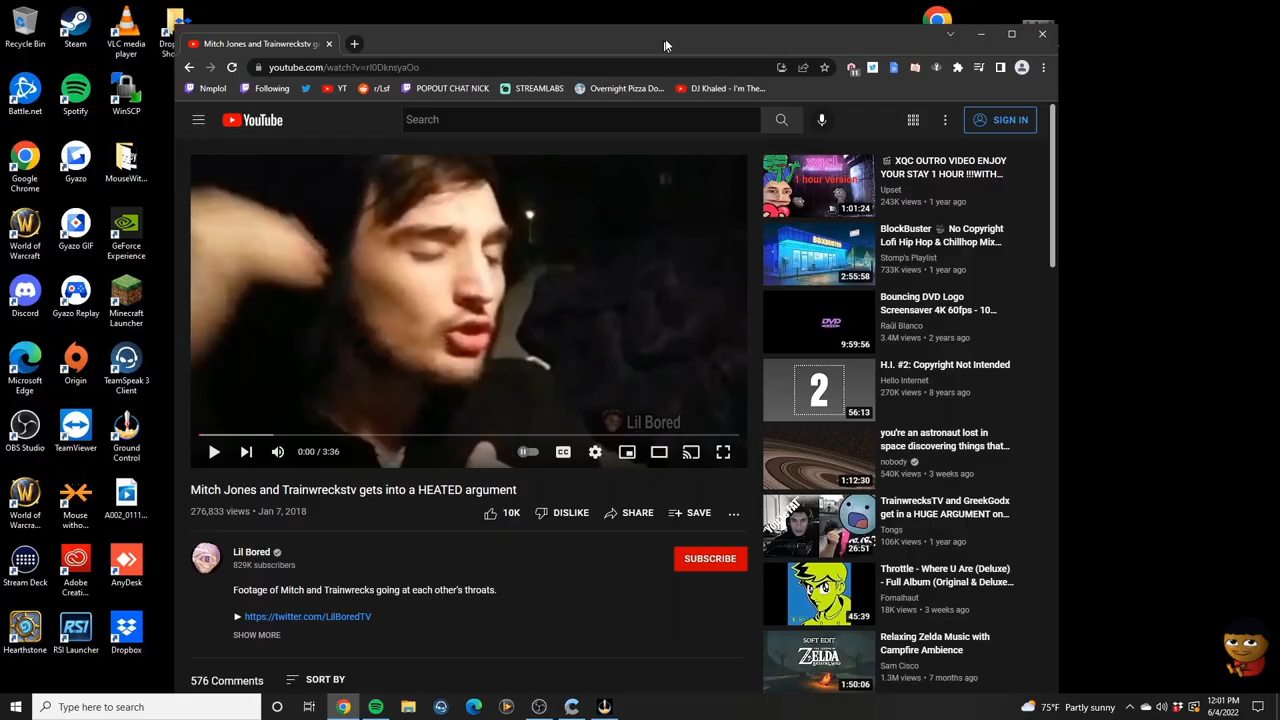 Recycle Bin
Steam
VLC media player
Drop
Sho
Battle.net
Spotify
WinSCP
Google Chrome
Gyazo
MouseWit...
World of Warcraft
Gyazo GIF
GeForce Experience
Discord
Gyazo Replay
Minecraft Launcher
Microsoft Edge
Origin
TeamSpeak 3 Client
OBS Studio
TeamViewer
Ground Control
World of Warcra...
Mouse witho...
A002_0111...
Stream Deck
Adobe Creati...
AnyDesk
Hearthstone
RSI Launcher
Dropbox
Mitch Jones and Trainwreckstv g
youtube.com/watch?v=rI0DknsyaOo
11
Nmplol
Following
YT
r/Lsf
POPOUT CHAT NICK
STREAMLABS
Overnight Pizza Do...
DJ Khaled - I'm The...
YouTube
Search
SIGN IN
Lil Bored
0:00 / 3:36
CC
Mitch Jones and Trainwreckstv gets into a HEATED argument
276,833 views • Jan 7, 2018
10K
DISLIKE
SHARE
SAVE
Lil Bored
829K subscribers
SUBSCRIBE
Footage of Mitch and Trainwrecks going at each other's throats.
► https://twitter.com/LilBoredTV
SHOW MORE
576 Comments
SORT BY
1 hour version
1:01:24
XQC OUTRO VIDEO ENJOY
YOUR STAY 1 HOUR !!!WITH...
Upset
243K views • 1 year ago
2:55:58
BlockBuster No Copyright
Lofi Hip Hop & Chillhop Mix...
Stomp's Playlist
733K views • 1 year ago
DVD
9:59:56
Bouncing DVD Logo
Screensaver 4K 60fps - 10...
Raúl Blanco
3.4M views • 2 years ago
2
56:13
H.I. #2: Copyright Not Intended
Hello Internet
270K views • 8 years ago
1:12:30
you're an astronaut lost in
space discovering things that...
nobody
540K views • 3 weeks ago
26:51
TrainwrecksTV and GreekGodx
get in a HUGE ARGUMENT on...
Tongs
106K views • 1 year ago
45:39
Throttle - Where U Are (Deluxe)
- Full Album (Original & Deluxe...
Fomalhaut
18K views • 3 weeks ago
SOFT EDIT
ZELDA
1:50:06
Relaxing Zelda Music with
Campfire Ambience
Sam Cisco
1.3M views • 7 months ago
Type here to search
75°F Partly sunny
12:01 PM
6/4/2022